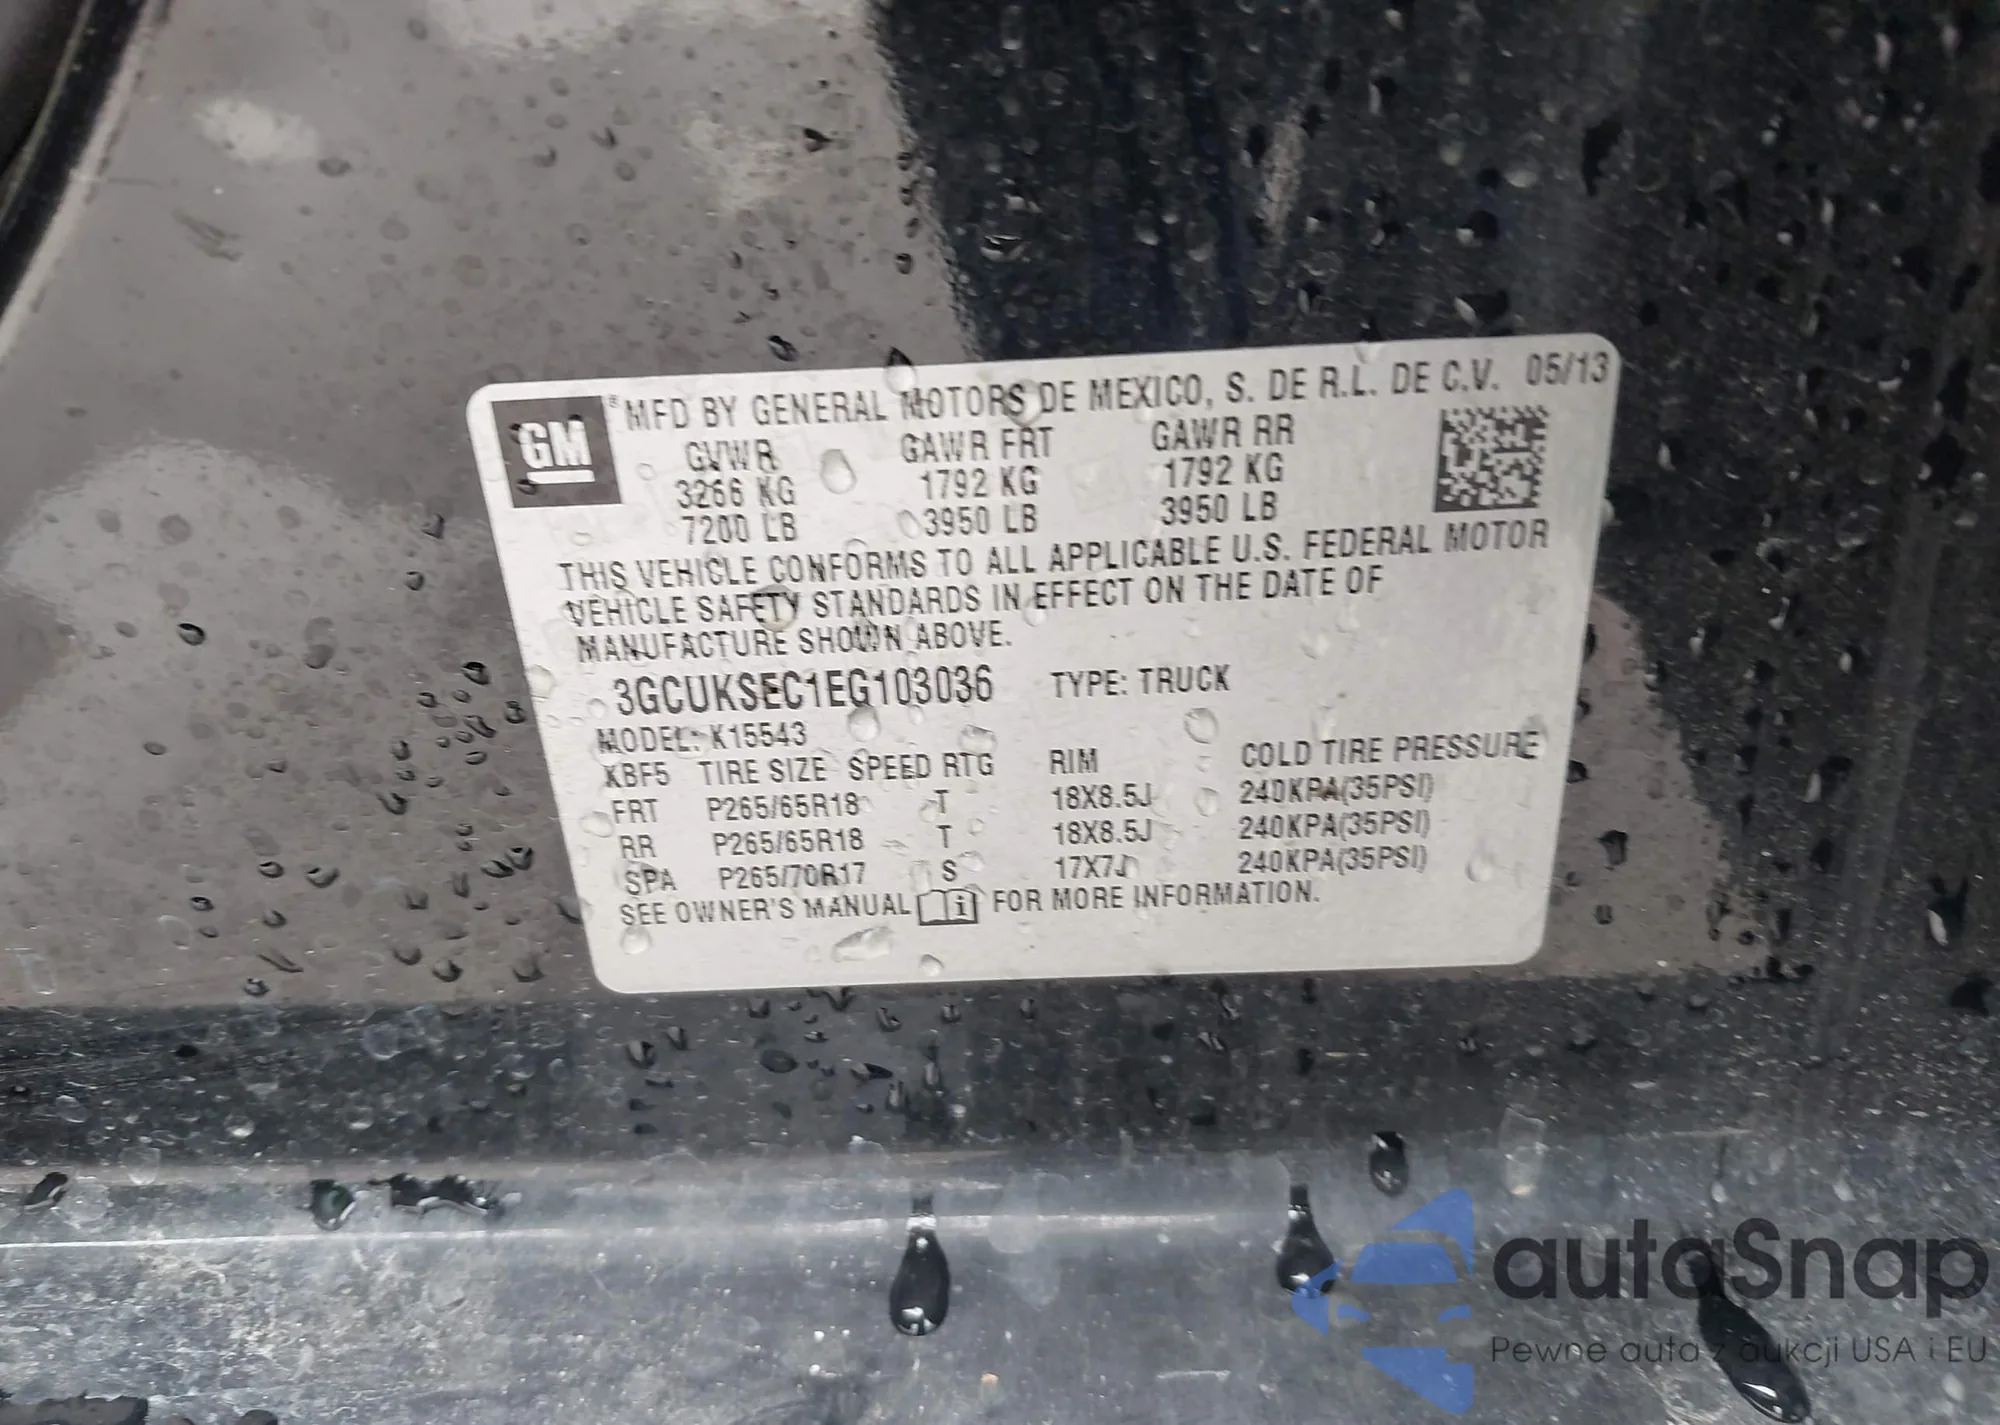 GM® MFD BY GENERAL MOTORS DE MEXICO, S. DE R.L. DE C.V. 05/13
GVWR GAWR FRT GAWR RR
3266 KG 1792 KG 1792 KG
7200 LB 3950 LB 3950 LB
THIS VEHICLE CONFORMS TO ALL APPLICABLE U.S. FEDERAL MOTOR
VEHICLE SAFETY STANDARDS IN EFFECT ON THE DATE OF
MANUFACTURE SHOWN ABOVE.
3GCUKSEC1EG103036 TYPE: TRUCK
MODEL: K15543
XBF5 TIRE SIZE SPEED RTG RIM COLD TIRE PRESSURE
FRT P265/65R18 T 18X8.5J 240KPA(35PSI)
RR P265/65R18 T 18X8.5J 240KPA(35PSI)
SPA P265/70R17 S 17X7J 240KPA(35PSI)
SEE OWNER'S MANUAL i FOR MORE INFORMATION.
autaSnap
Pewne auta z aukcji USA i EU